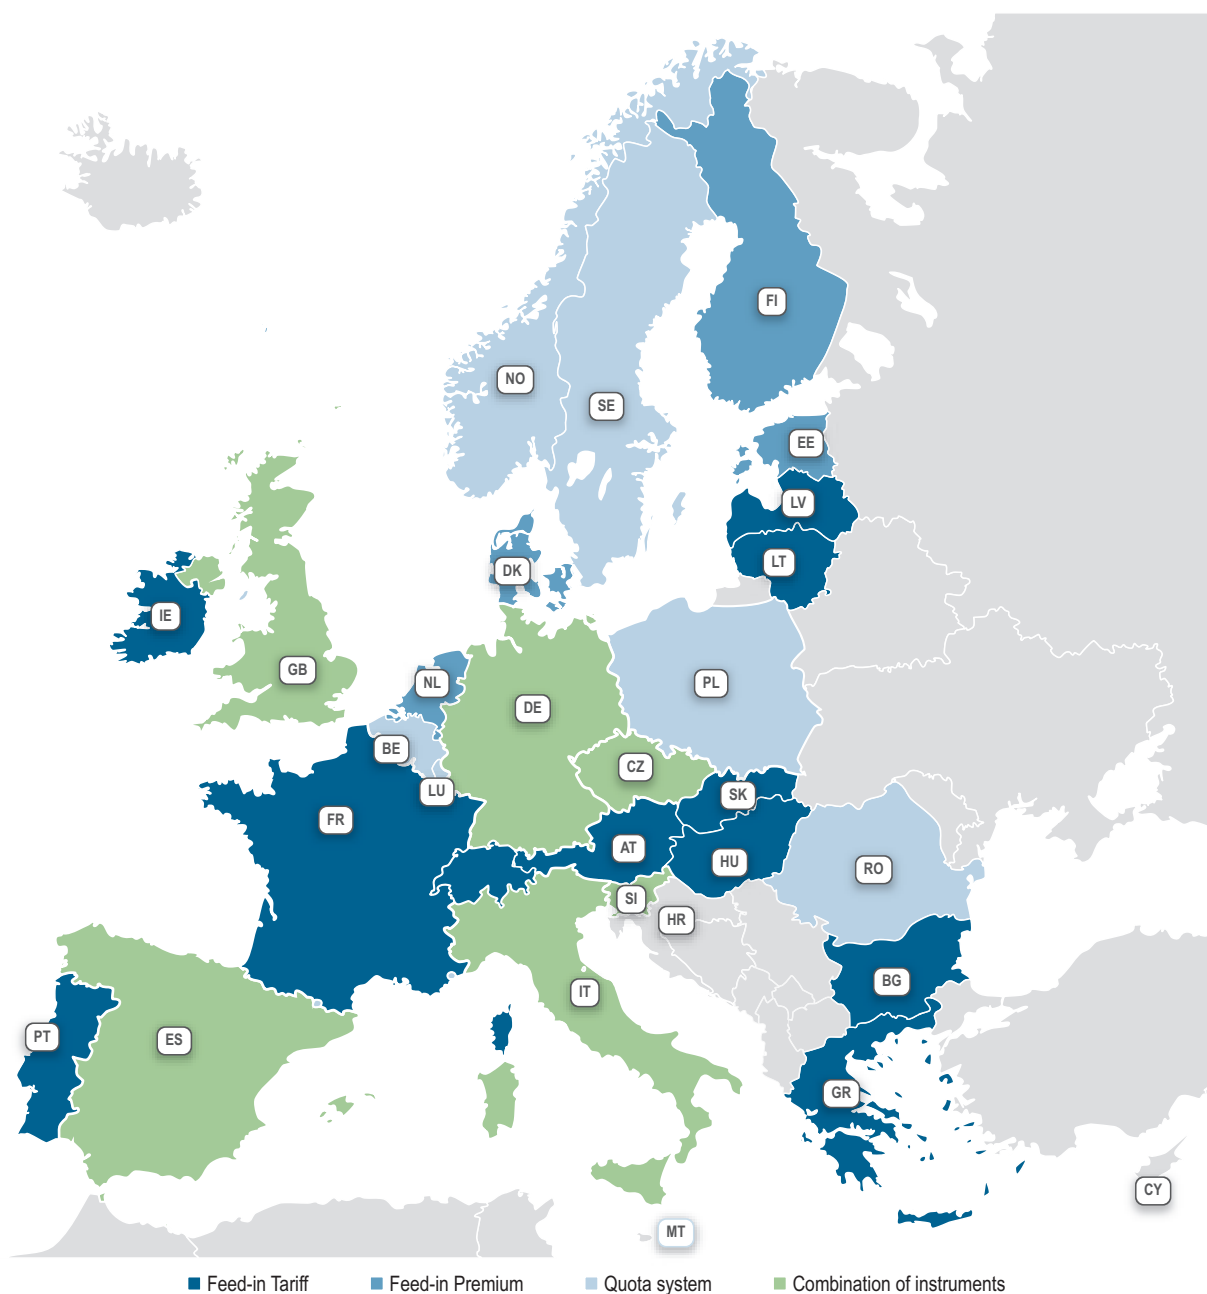 FI
NO
SE
EE
LV
LT
DK
IE
GB
NL
PL
DE
BE
CZ
LU
SK
FR
AT
HU
RO
SI
HR
BG
IT
PT
ES
GR
CY
MT
Feed-in Tariff
Feed-in Premium
Quota system
Combination of instruments